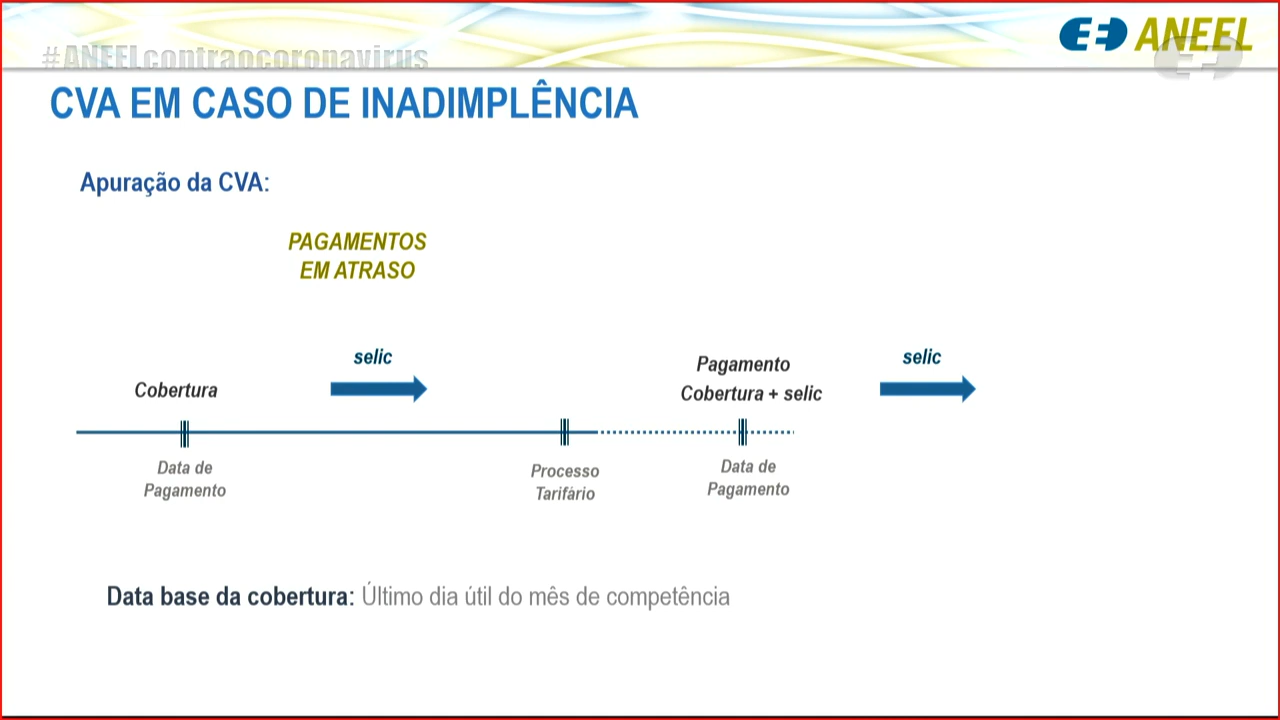 #ANEELcontraocoronavirus
ANEEL
CVA EM CASO DE INADIMPLÊNCIA
Apuração da CVA:
PAGAMENTOS
EM ATRASO
selic
Cobertura
Pagamento
Cobertura + selic
selic
Data de
Pagamento
Processo
Tarifário
Data de
Pagamento
Data base da cobertura: Último dia útil do mês de competência